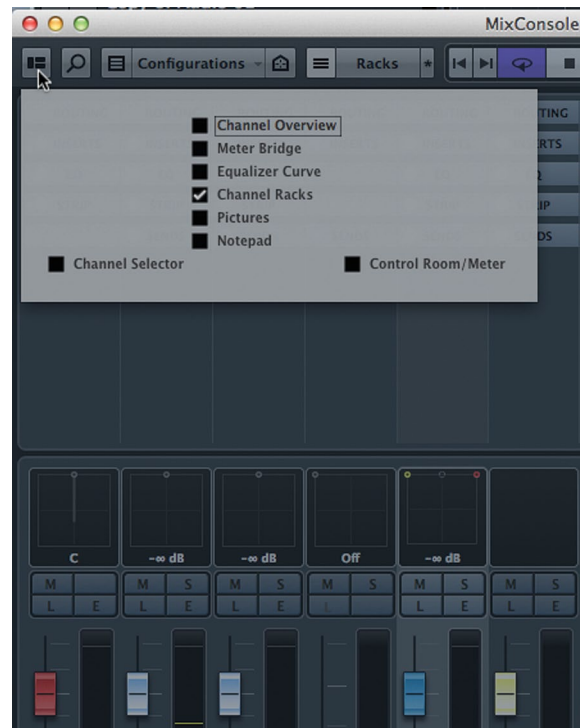 MixConsole
Configurations
Racks *
Channel Overview
Meter Bridge
Equalizer Curve
Channel Racks
Pictures
Notepad
Channel Selector Control Room/Meter
C -∞ dB -∞ dB Off -∞ dB
M M S M S M S M S M S
L E L E L E L L E L E